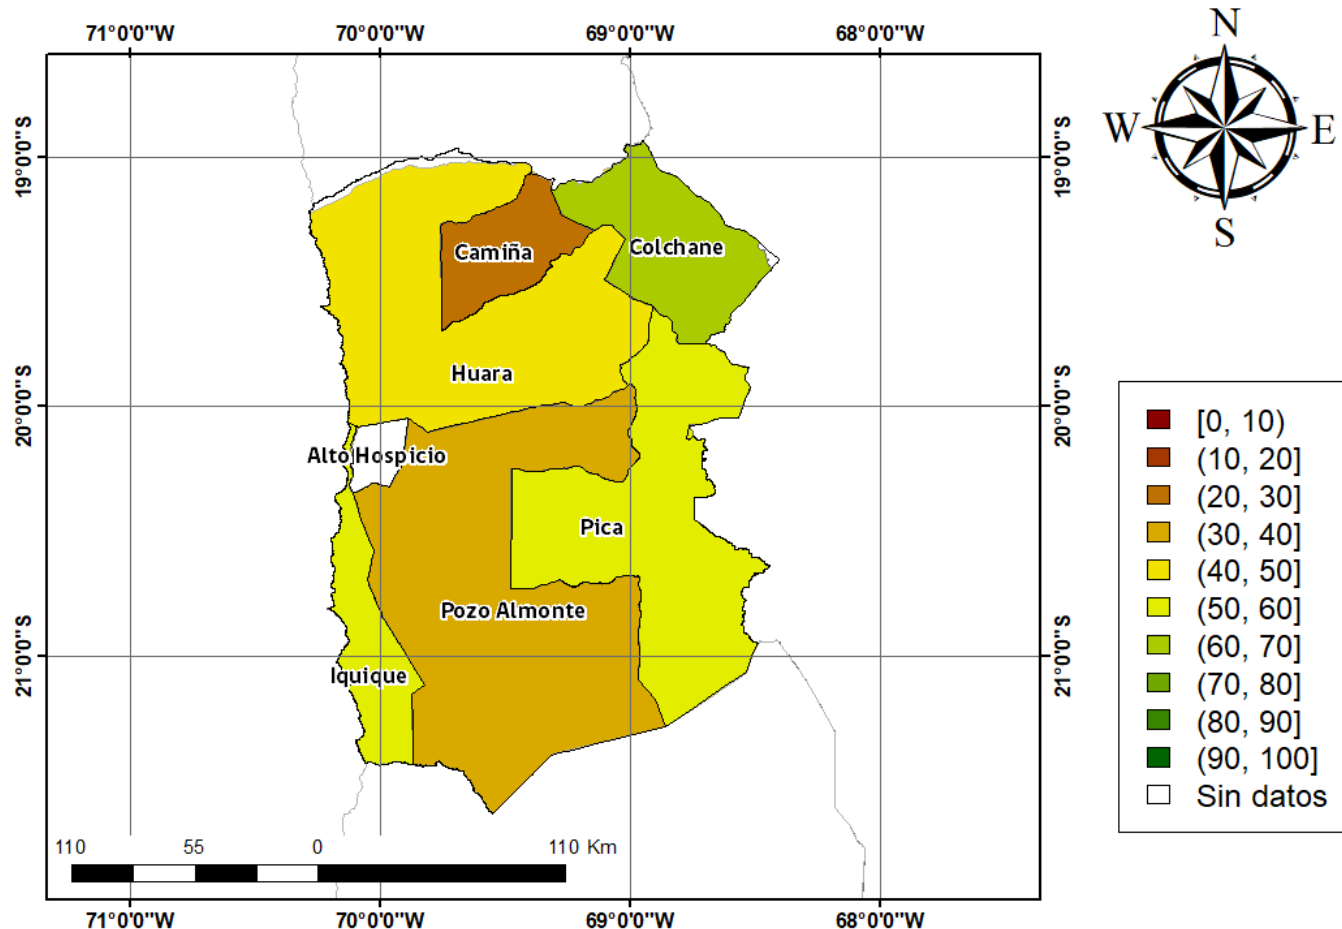 71°0'0"W 70°0'0"W 69°0'0"W 68°0'0"W
N
W E
S
19°0'0"S 19°0'0"S
Camiña
Colchane
Huara
20°0'0"S 20°0'0"S
Alto Hospicio
Pica
Pozo Almonte
21°0'0"S 21°0'0"S
Iquique
[0, 10)
(10, 20]
(20, 30]
(30, 40]
(40, 50]
(50, 60]
(60, 70]
(70, 80]
(80, 90]
(90, 100]
Sin datos
110 55 0 110 Km
71°0'0"W 70°0'0"W 69°0'0"W 68°0'0"W